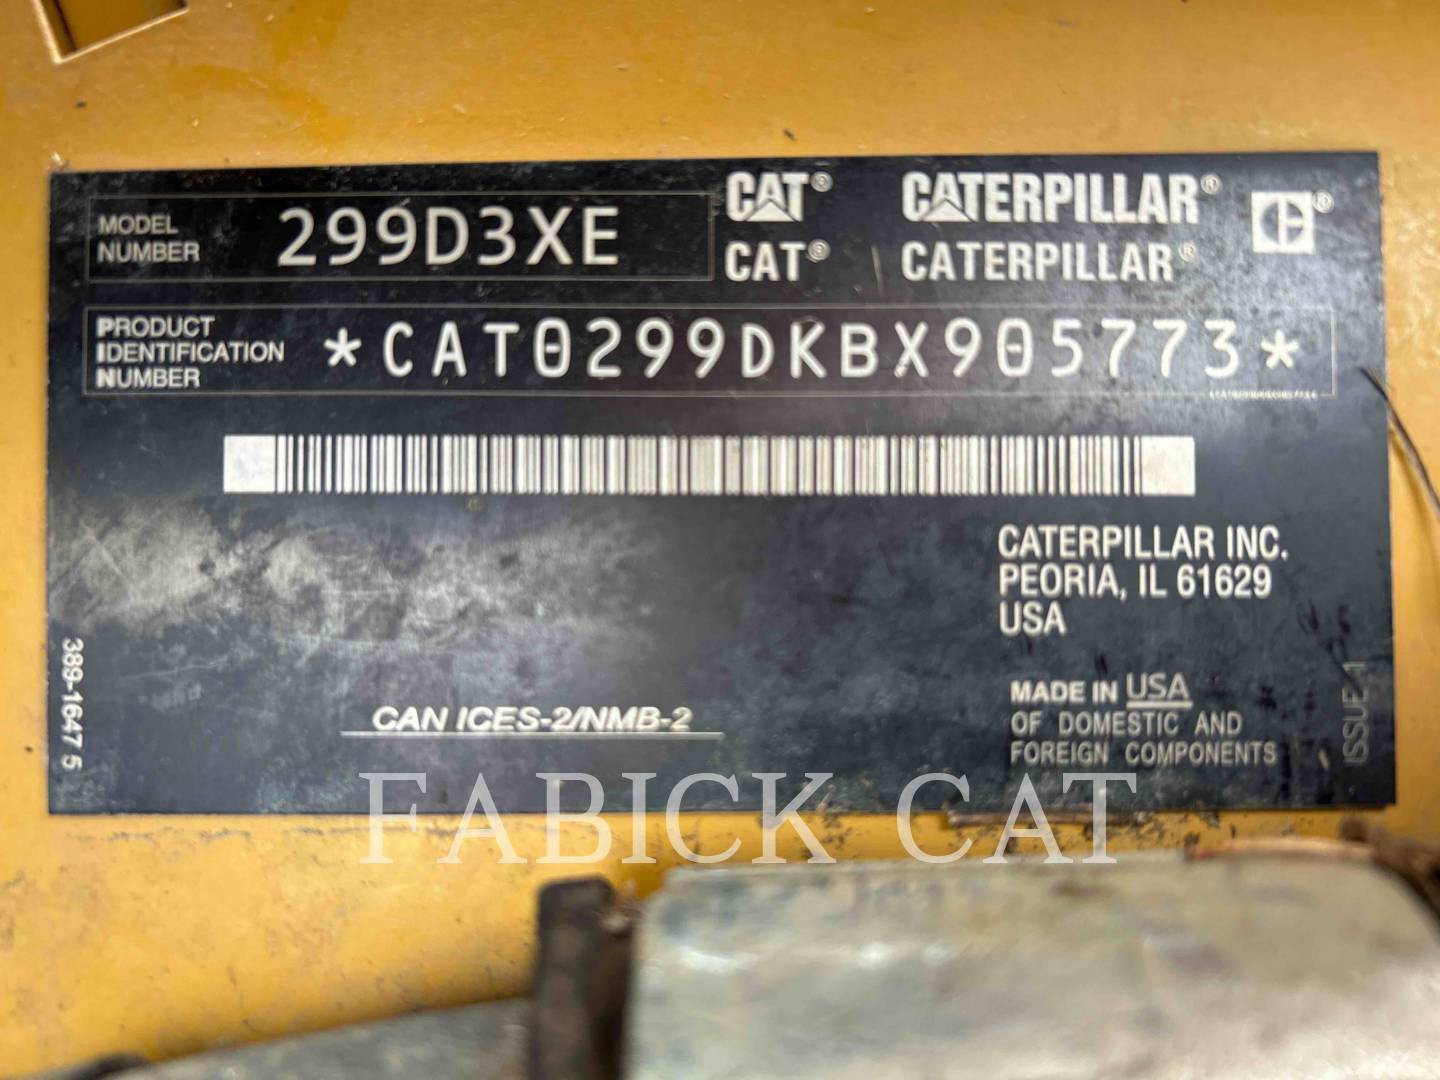 MODEL NUMBER 299D3XE
CAT® CATERPILLAR® CE®
CAT® CATERPILLAR®
PRODUCT IDENTIFICATION NUMBER *CAT0299DKBX905773*
CATERPILLAR INC.
PEORIA, IL 61629
USA
MADE IN USA
OF DOMESTIC AND
FOREIGN COMPONENTS
CAN ICES-2/NMB-2
389-1647 5
ISSUE-1
FABICK CAT